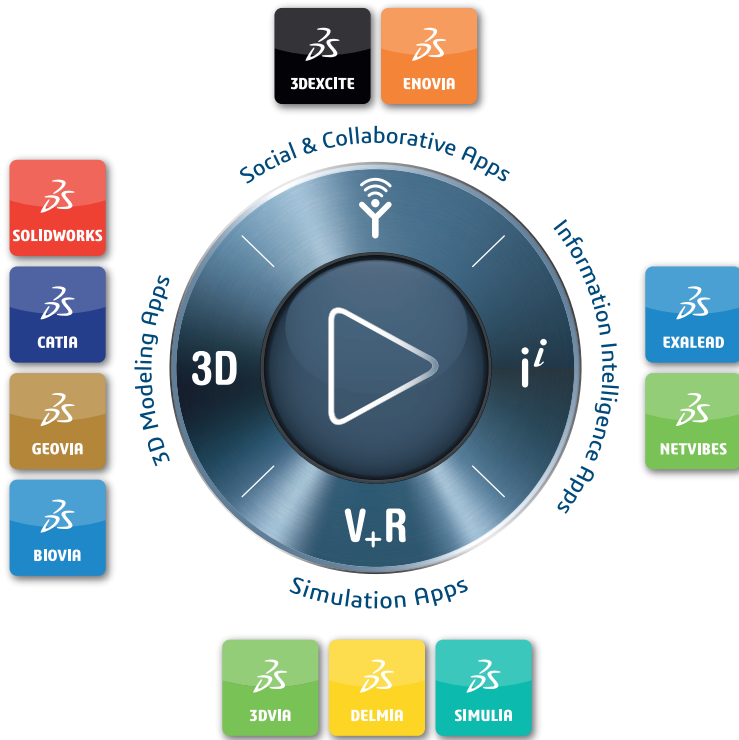 3DEXCITE
ENOVIA
Social & Collaborative Apps
SOLIDWORKS
CATIA
GEOVIA
BIOVIA
3D Modeling Apps
3D
i i
V+R
Information Intelligence Apps
EXALEAD
NETVIBES
Simulation Apps
3DVIA
DELMIA
SIMULIA